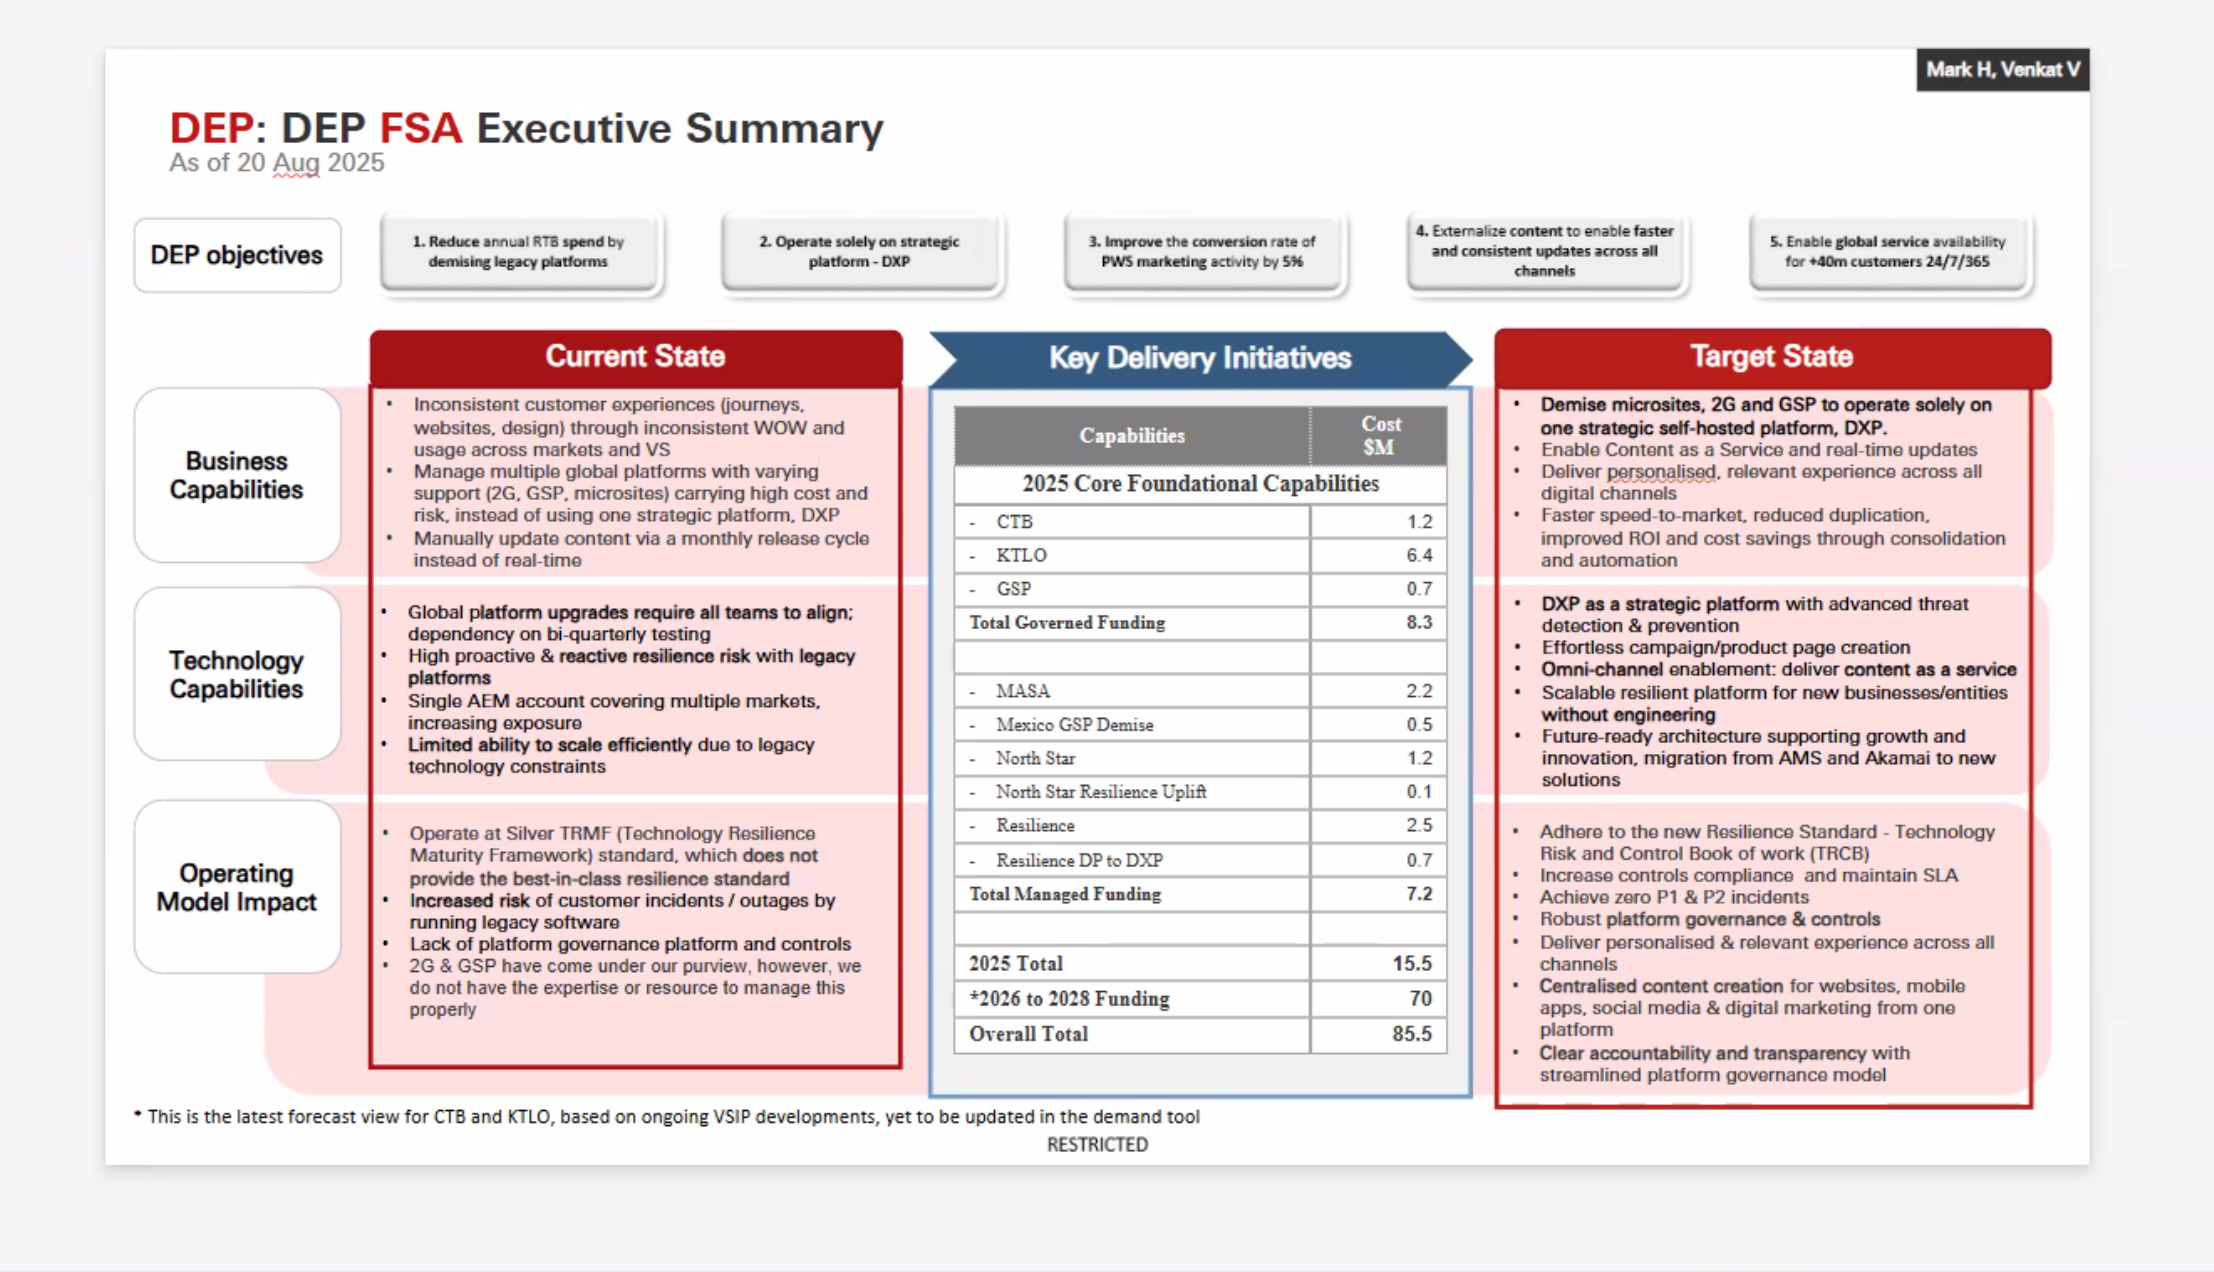 Mark H, Venkat V
DEP: DEP FSA Executive Summary
As of 20 Aug 2025
DEP objectives
1. Reduce annual RTB spend by
demising legacy platforms
2. Operate solely on strategic
platform - DXP
3. Improve the conversion rate of
PWS marketing activity by 5%
4. Externalize content to enable faster
and consistent updates across all
channels
5. Enable global service availability
for +40m customers 24/7/365
Current State
Key Delivery Initiatives
Target State
Business
Capabilities
• Inconsistent customer experiences (journeys,
websites, design) through inconsistent WOW and
usage across markets and VS
• Manage multiple global platforms with varying
support (2G, GSP, microsites) carrying high cost and
risk, instead of using one strategic platform, DXP
• Manually update content via a monthly release cycle
instead of real-time
Technology
Capabilities
• Global platform upgrades require all teams to align;
dependency on bi-quarterly testing
• High proactive & reactive resilience risk with legacy
platforms
• Single AEM account covering multiple markets,
increasing exposure
• Limited ability to scale efficiently due to legacy
technology constraints
Operating
Model Impact
• Operate at Silver TRMF (Technology Resilience
Maturity Framework) standard, which does not
provide the best-in-class resilience standard
• Increased risk of customer incidents / outages by
running legacy software
• Lack of platform governance platform and controls
• 2G & GSP have come under our purview, however, we
do not have the expertise or resource to manage this
properly
Capabilities Cost
$M
2025 Core Foundational Capabilities
- CTB 1.2
- KTLO 6.4
- GSP 0.7
Total Governed Funding 8.3
- MASA 2.2
- Mexico GSP Demise 0.5
- North Star 1.2
- North Star Resilience Uplift 0.1
- Resilience 2.5
- Resilience DP to DXP 0.7
Total Managed Funding 7.2
2025 Total 15.5
*2026 to 2028 Funding 70
Overall Total 85.5
• Demise microsites, 2G and GSP to operate solely on
one strategic self-hosted platform, DXP.
• Enable Content as a Service and real-time updates
• Deliver personalised, relevant experience across all
digital channels
• Faster speed-to-market, reduced duplication,
improved ROI and cost savings through consolidation
and automation
• DXP as a strategic platform with advanced threat
detection & prevention
• Effortless campaign/product page creation
• Omni-channel enablement: deliver content as a service
• Scalable resilient platform for new businesses/entities
without engineering
• Future-ready architecture supporting growth and
innovation, migration from AMS and Akamai to new
solutions
• Adhere to the new Resilience Standard - Technology
Risk and Control Book of work (TRCB)
• Increase controls compliance and maintain SLA
• Achieve zero P1 & P2 incidents
• Robust platform governance & controls
• Deliver personalised & relevant experience across all
channels
• Centralised content creation for websites, mobile
apps, social media & digital marketing from one
platform
• Clear accountability and transparency with
streamlined platform governance model
* This is the latest forecast view for CTB and KTLO, based on ongoing VSIP developments, yet to be updated in the demand tool
RESTRICTED